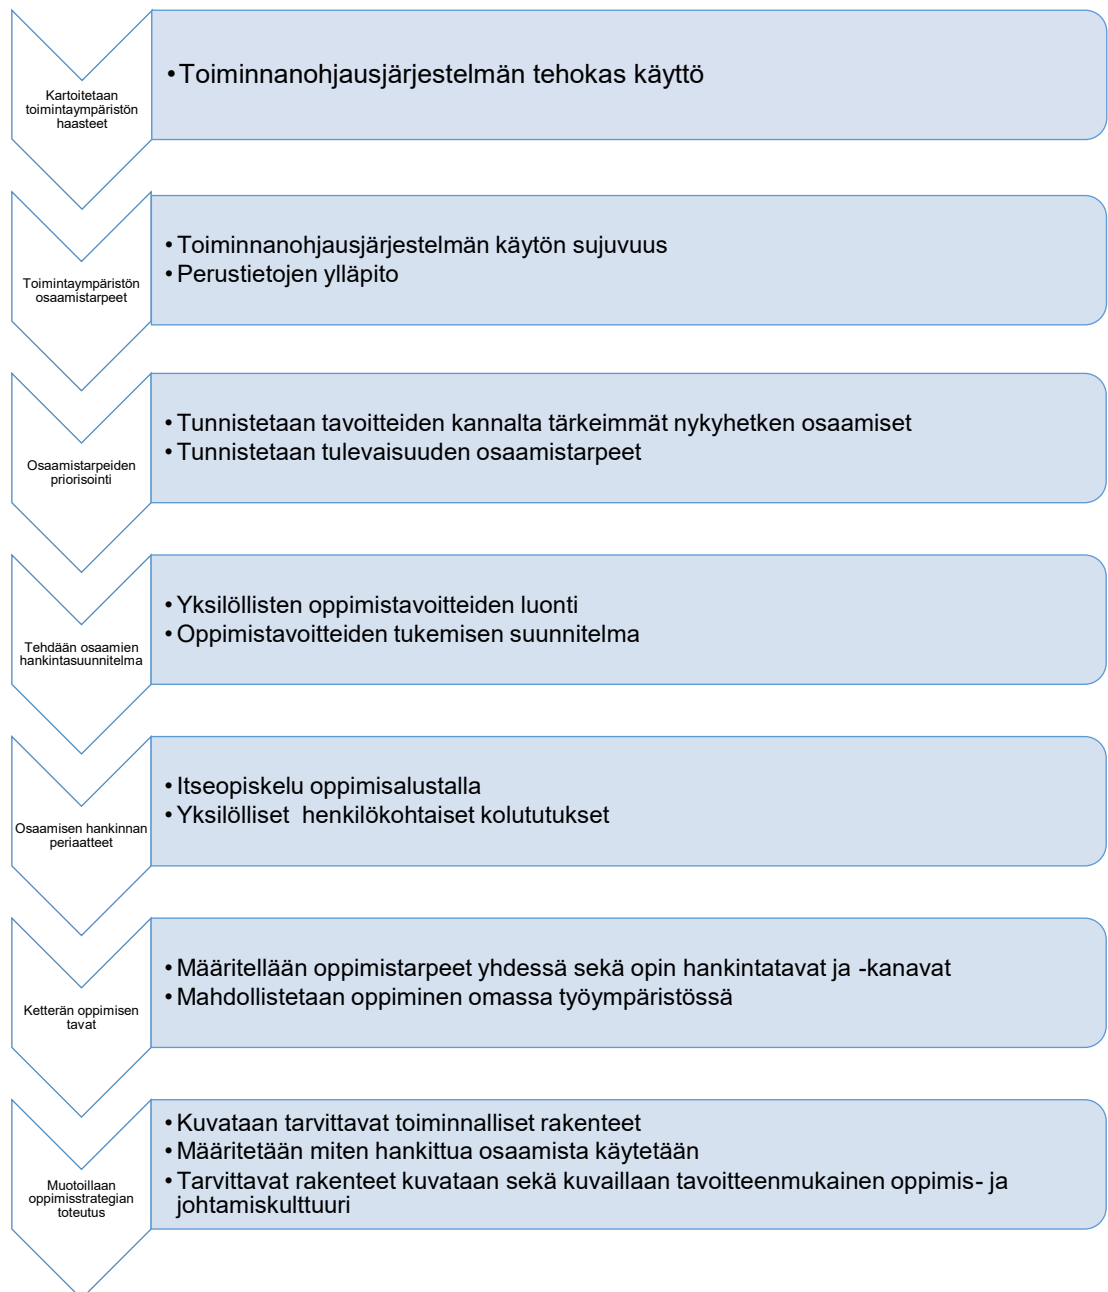 Kartoitetaan
toimintaympäristön
haasteet
•Toiminnanohjausjärjestelmän tehokas käyttö
Toimintaympäristön
osaamistarpeet
•Toiminnanohjausjärjestelmän käytön sujuvuus
•Perustietojen ylläpito
Osaamistarpeiden
priorisointi
•Tunnistetaan tavoitteiden kannalta tärkeimmät nykyhetken osaamiset
•Tunnistetaan tulevaisuuden osaamistarpeet
Tehdään osaamien
hankintasuunnitelma
•Yksilöllisten oppimistavoitteiden luonti
•Oppimistavoitteiden tukemisen suunnitelma
Osaamisen hankinnan
periaatteet
•Itseopiskelu oppimisalustalla
•Yksilölliset  henkilökohtaiset kolututukset
Ketterän oppimisen
tavat
•Määritellään oppimistarpeet yhdessä sekä opin hankintatavat ja -kanavat
•Mahdollistetaan oppiminen omassa työympäristössä
Muotoillaan
oppimisstrategian
toteutus
•Kuvataan tarvittavat toiminnalliset rakenteet
•Määritetään miten hankittua osaamista käytetään
•Tarvittavat rakenteet kuvataan sekä kuvaillaan tavoitteenmukainen oppimis- ja
johtamiskulttuuri